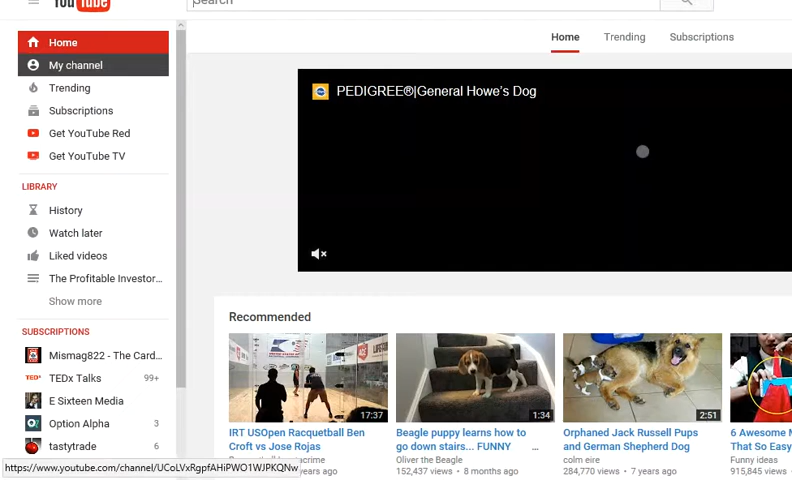 YouTube
Search
Home
My channel
Trending
Subscriptions
Get YouTube Red
Get YouTube TV
LIBRARY
History
Watch later
Liked videos
The Profitable Investor...
Show more
SUBSCRIPTIONS
Mismag822 - The Card...
TEDx Talks 99+
E Sixteen Media
Option Alpha 3
tastytrade 6
https://www.youtube.com/channel/UCoLVxRgpfAHiPWO1WJPKQNw
Home Trending Subscriptions
PEDIGREE®|General Howe's Dog
Recommended
17:37
IRT USOpen Racquetball Ben
Croft vs Jose Rojas
years ago
1:34
Beagle puppy learns how to
go down stairs... FUNNY ...
Oliver the Beagle
152,437 views • 8 months ago
2:51
Orphaned Jack Russell Pups
and German Shepherd Dog
colm eire
284,770 views • 7 years ago
6 Awesome M
That So Easy
Funny ideas
915,845 views